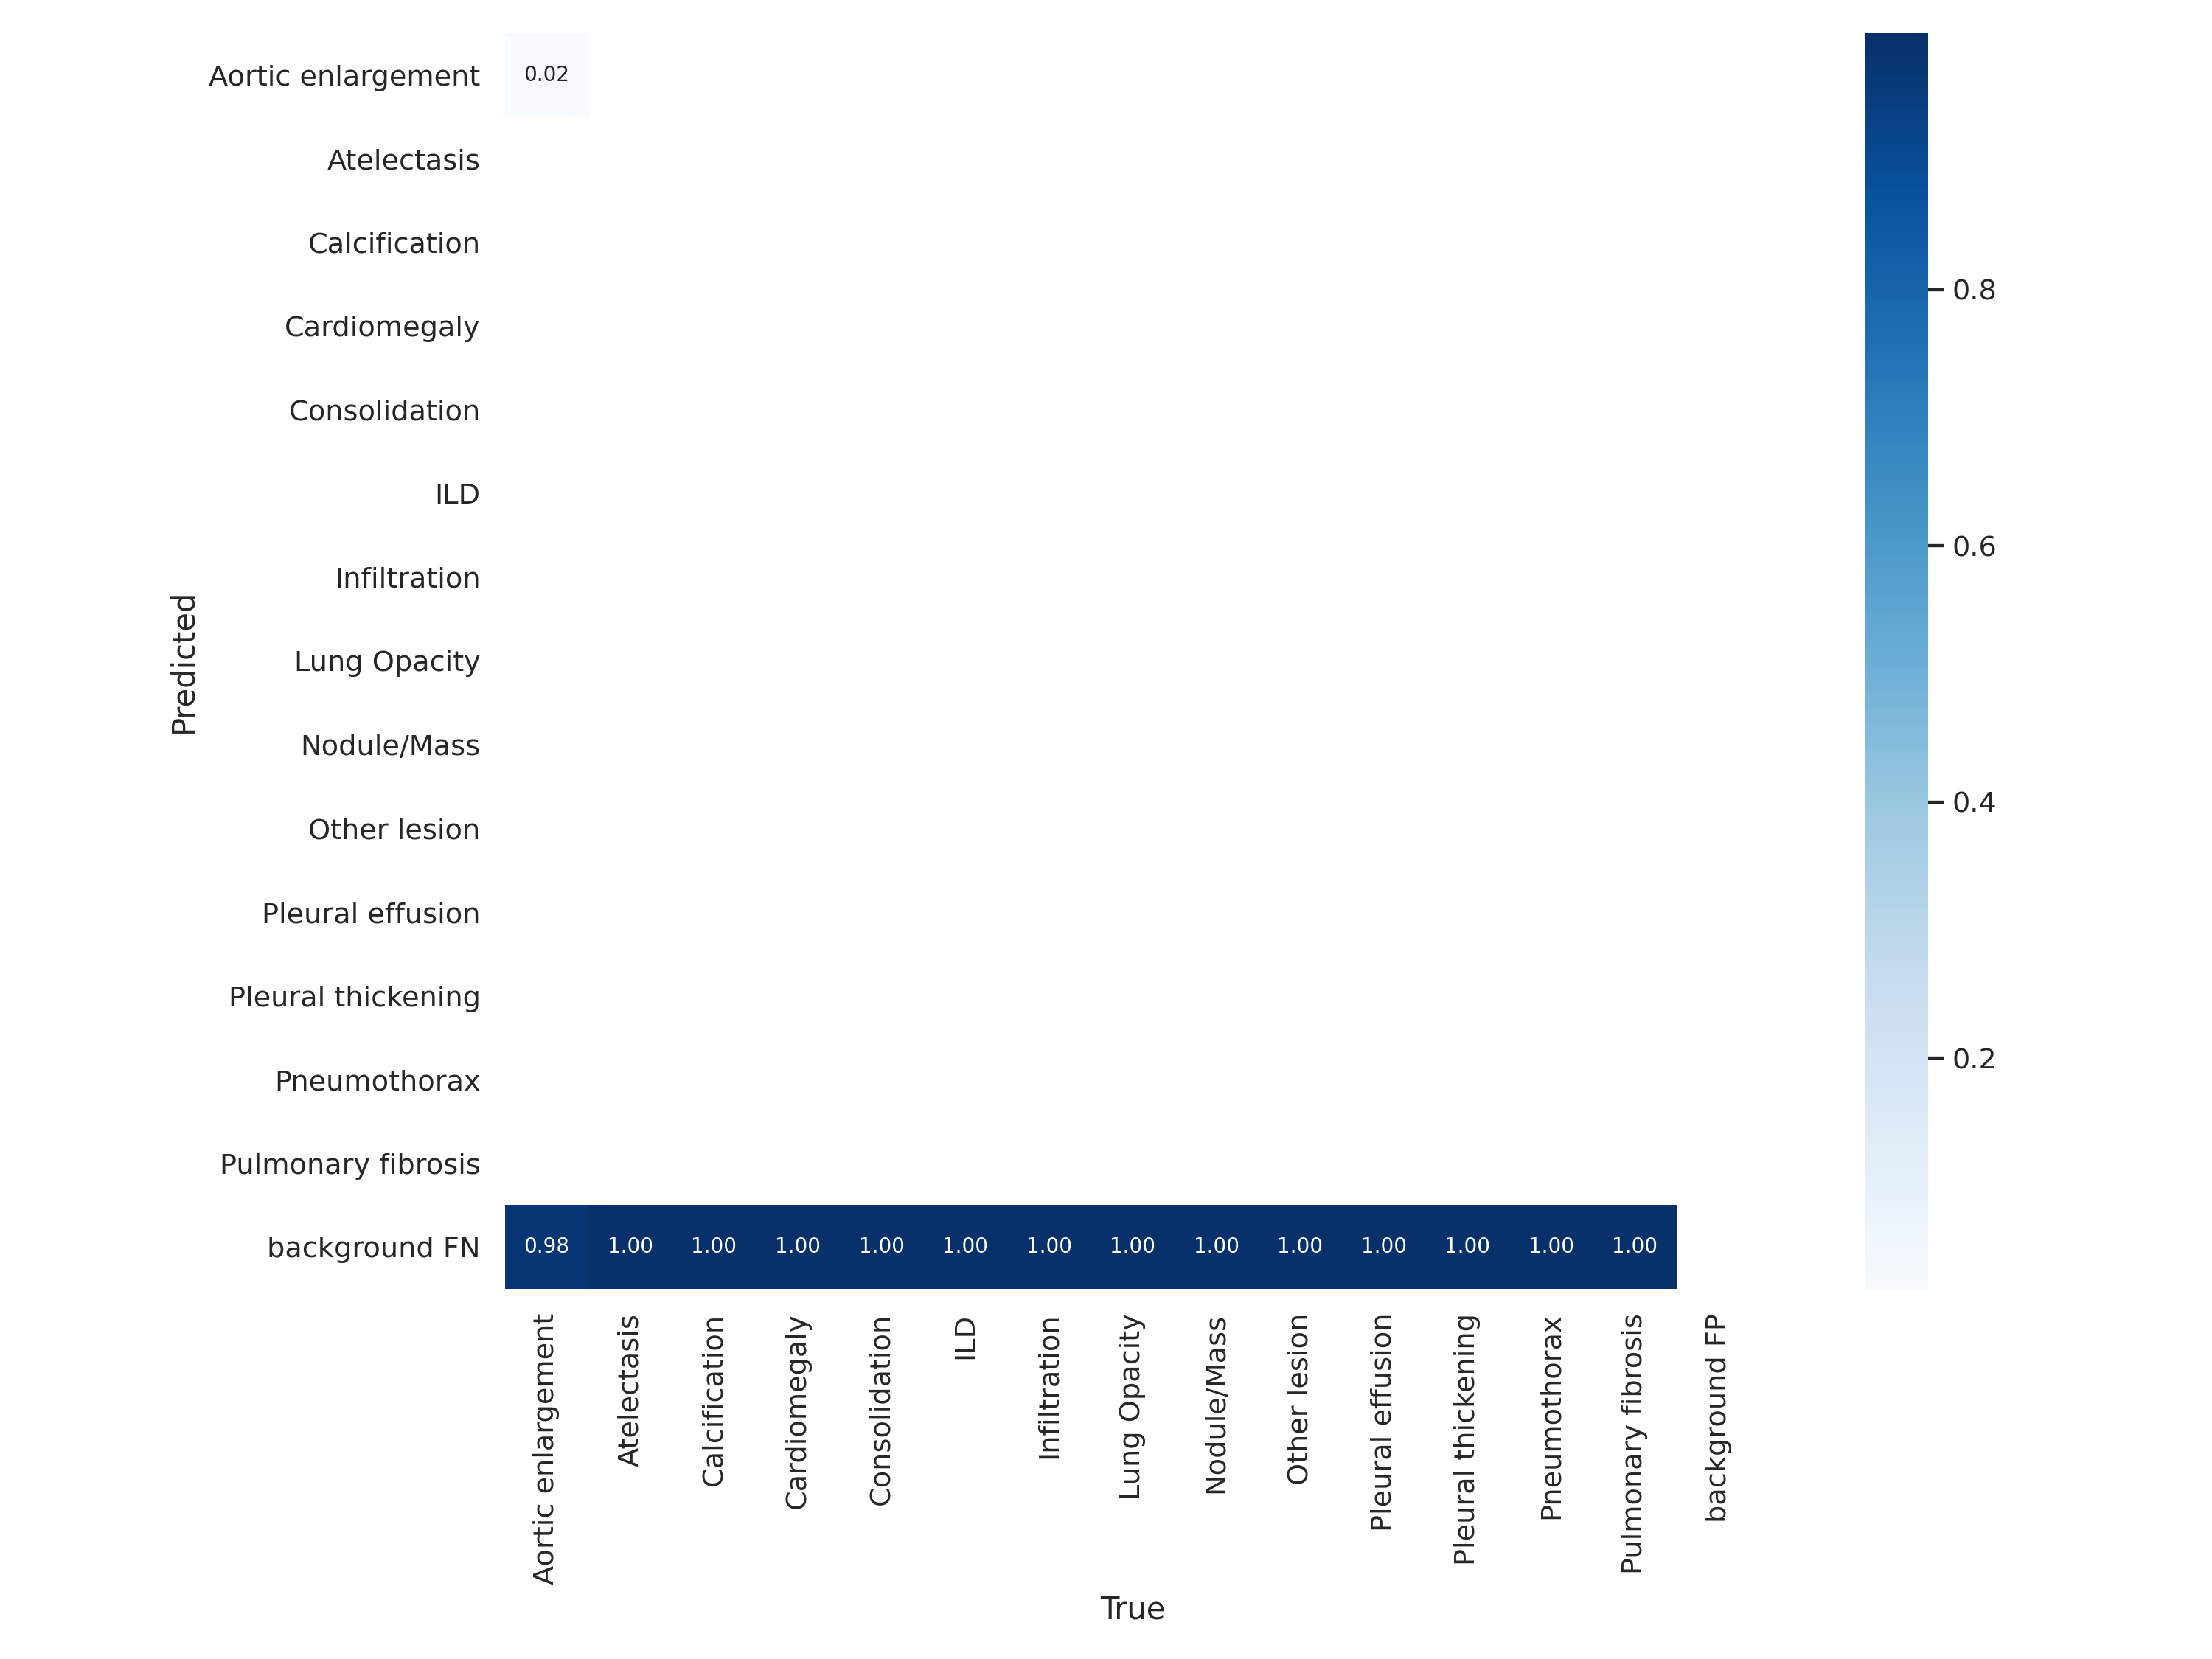 Aortic enlargement
0.02
Atelectasis
Calcification
Cardiomegaly
Consolidation
ILD
Infiltration
Lung Opacity
Nodule/Mass
Other lesion
Pleural effusion
Pleural thickening
Pneumothorax
Pulmonary fibrosis
background FN
0.98 1.00 1.00 1.00 1.00 1.00 1.00 1.00 1.00 1.00 1.00 1.00 1.00 1.00
Predicted
Aortic enlargement
Atelectasis
Calcification
Cardiomegaly
Consolidation
ILD
Infiltration
Lung Opacity
Nodule/Mass
Other lesion
Pleural effusion
Pleural thickening
Pneumothorax
Pulmonary fibrosis
background FP
True
0.8
0.6
0.4
0.2